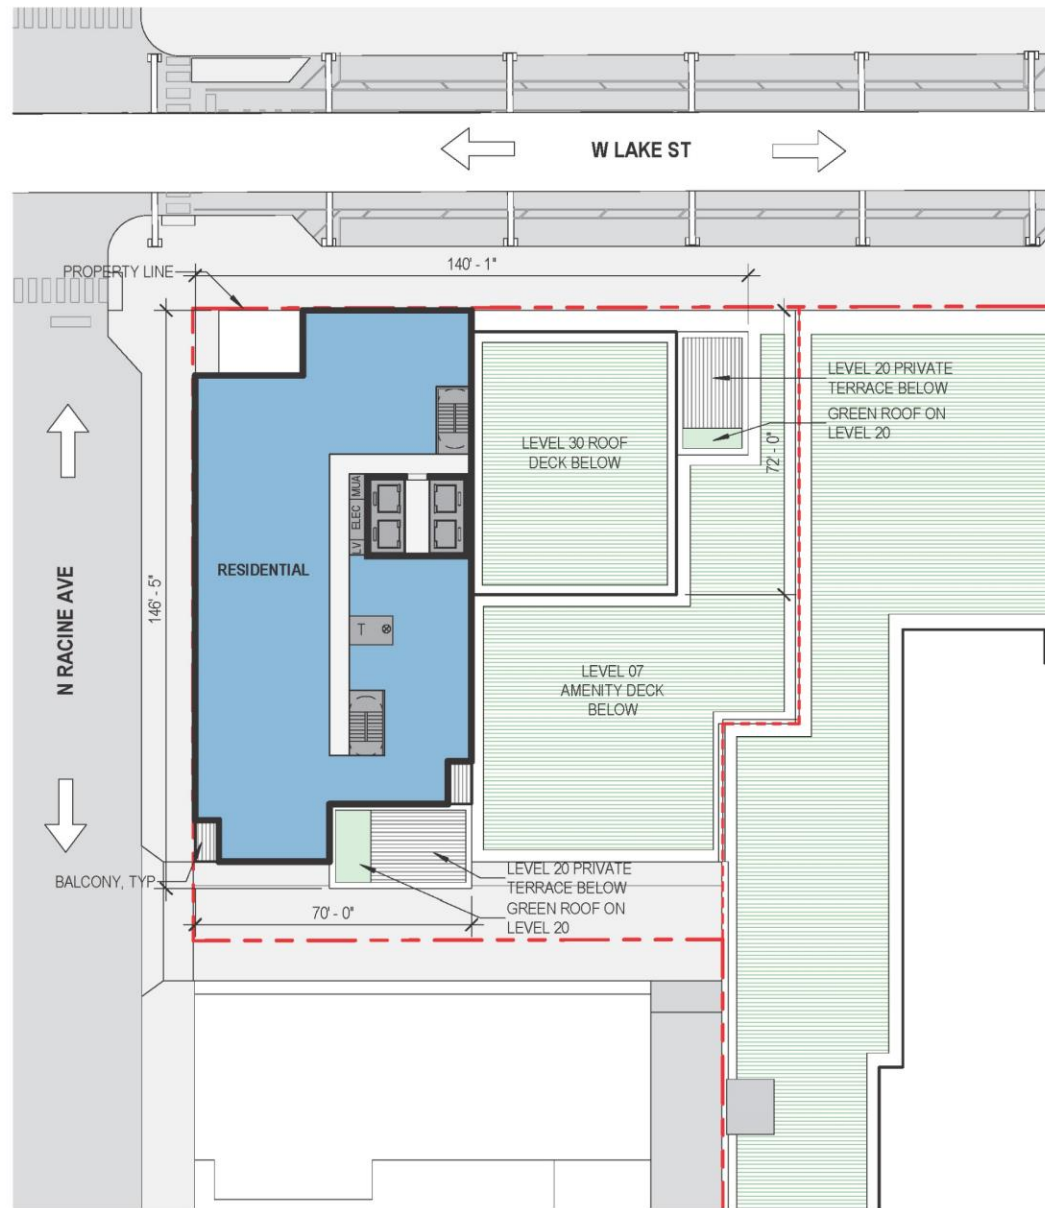 W LAKE ST
140' - 1"
PROPERTY LINE
LEVEL 20 PRIVATE
TERRACE BELOW
GREEN ROOF ON
LEVEL 20
LEVEL 30 ROOF
DECK BELOW
72' - 0"
MUA
ELEC
LV
RESIDENTIAL
N RACINE AVE
146' - 5"
T
LEVEL 07
AMENITY DECK
BELOW
BALCONY, TYP
LEVEL 20 PRIVATE
TERRACE BELOW
GREEN ROOF ON
LEVEL 20
70' - 0"